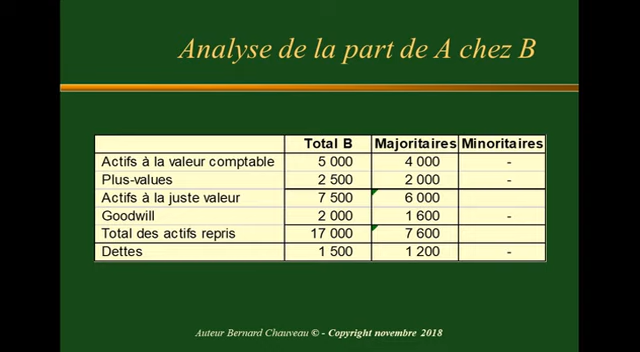 Analyse de la part de A chez B
Total B Majoritaires Minoritaires
Actifs à la valeur comptable 5 000 4 000 -
Plus-values 2 500 2 000 -
Actifs à la juste valeur 7 500 6 000
Goodwill 2 000 1 600 -
Total des actifs repris 17 000 7 600
Dettes 1 500 1 200 -
Auteur Bernard Chauveau © - Copyright novembre 2018